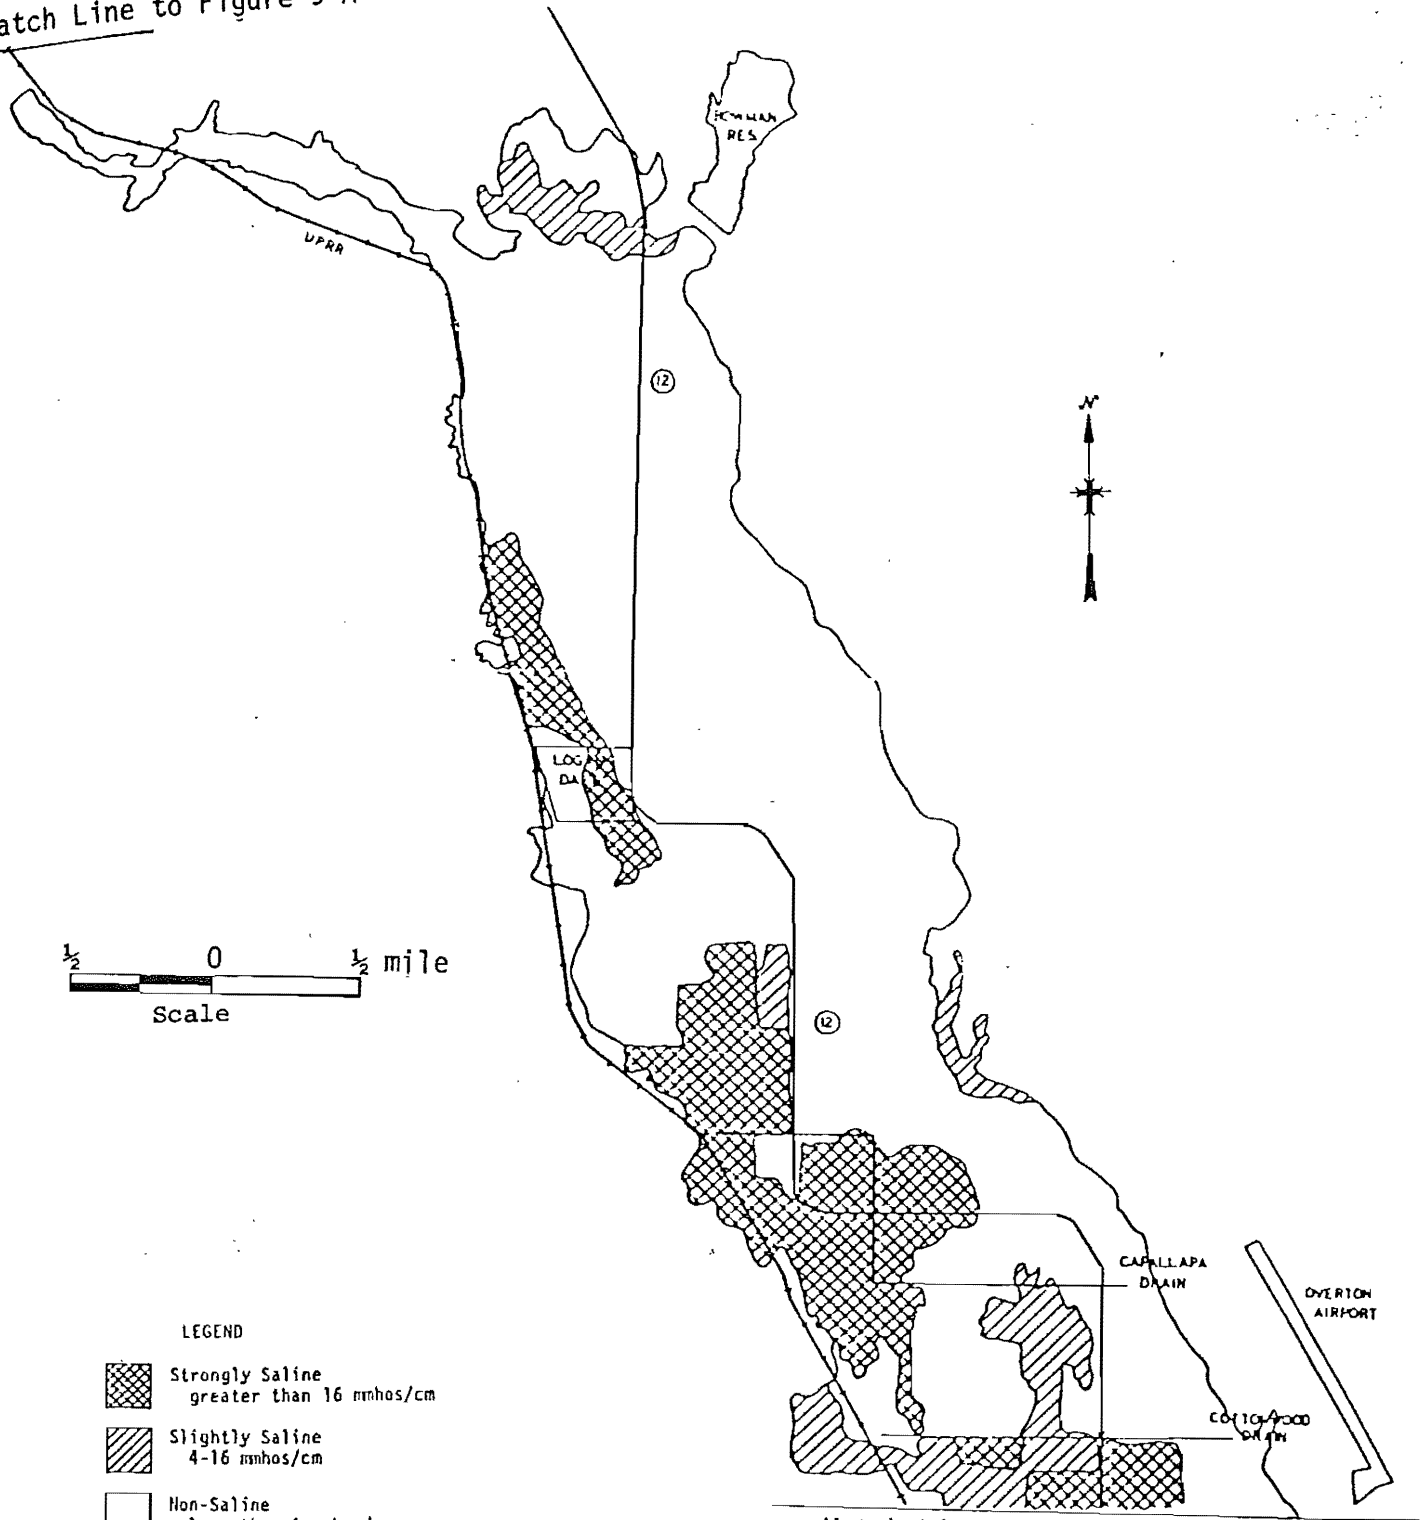 atch Line to Figure
RES.
UPRR
12
N
LOG
DA
½ 0 ½ mile
Scale
12
CAPALLAPA
DRAIN
OVERTON
AIRPORT
LEGEND
Strongly Saline
greater than 16 mmhos/cm
COTTONWOOD
DRAIN
Slightly Saline
4-16 mmhos/cm
Non-Saline